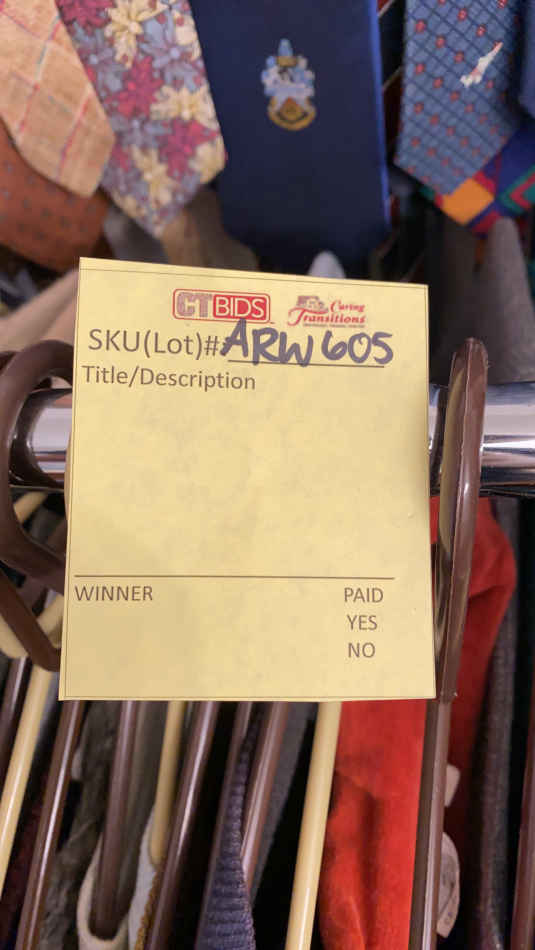 CTBIDS
Caring
Transitions
SKU(Lot)#: ARW605
Title/Description
WINNER
PAID
YES
NO